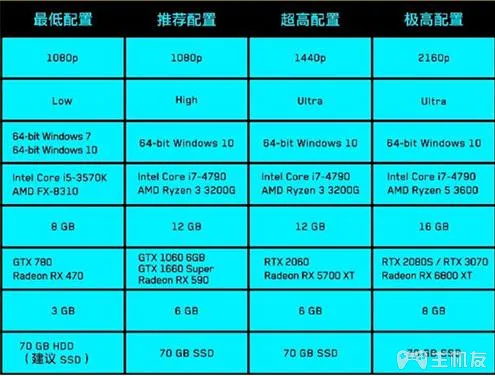 最低配置 推荐配置 超高配置 极高配置
1080p 1080p 1440p 2160p
Low High Ultra Ultra
64-bit Windows 7
64-bit Windows 10 64-bit Windows 10 64-bit Windows 10 64-bit Windows 10
Intel Core i5-3570K Intel Core i7-4790 Intel Core i7-4790 Intel Core i7-4790
AMD FX-8310 AMD Ryzen 3 3200G AMD Ryzen 3 3200G AMD Ryzen 5 3600
8 GB 12 GB 12 GB 16 GB
GTX 780 GTX 1060 6GB RTX 2060 RTX 2080S / RTX 3070
Radeon RX 470 GTX 1660 Super Radeon RX 5700 XT Radeon RX 6800 XT
Radeon RX 590
3 GB 6 GB 6 GB 8 GB
70 GB HDD 70 GB SSD 70 GB SSD 70 GB SSD
（建议 SSD）
主机友